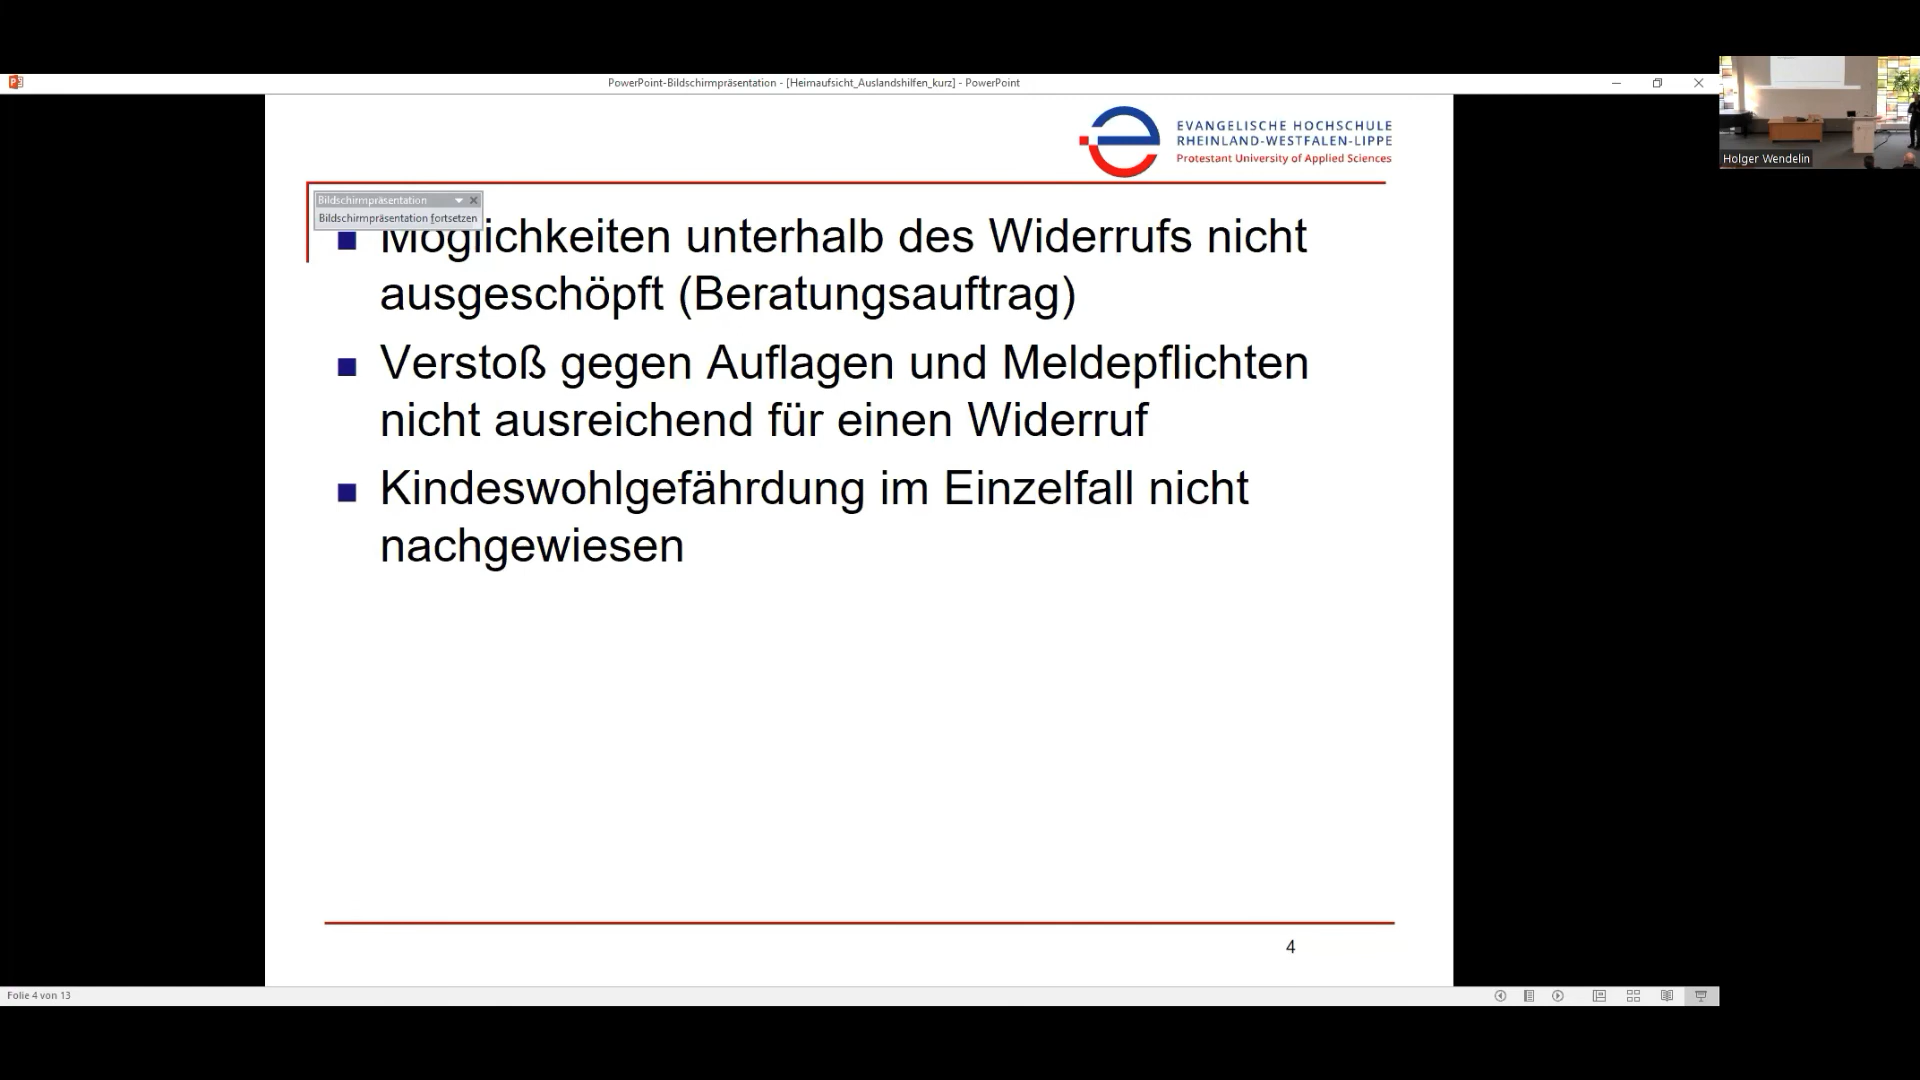 PowerPoint-Bildschirmpräsentation - [Heimaufsicht_Auslandshilfen_kurz] - PowerPoint
EVANGELISCHE HOCHSCHULE
RHEINLAND-WESTFALEN-LIPPE
Protestant University of Applied Sciences
Holger Wendelin
Bildschirmpräsentation
Bildschirmpräsentation fortsetzen
Möglichkeiten unterhalb des Widerrufs nicht
ausgeschöpft (Beratungsauftrag)
Verstoß gegen Auflagen und Meldepflichten
nicht ausreichend für einen Widerruf
Kindeswohlgefährdung im Einzelfall nicht
nachgewiesen
4
Folie 4 von 13